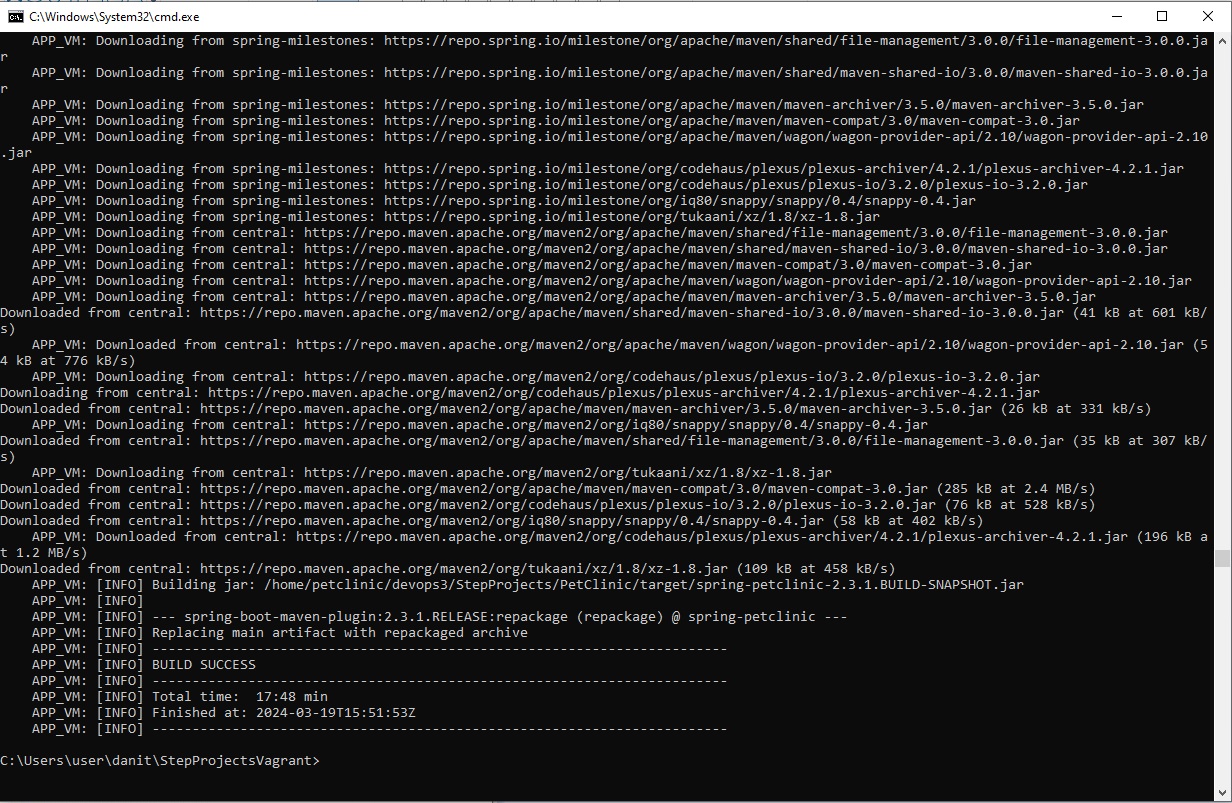 C:\Windows\System32\cmd.exe
    APP_VM: Downloading from spring-milestones: https://repo.spring.io/milestone/org/apache/maven/shared/file-management/3.0.0/file-management-3.0.0.ja
r
    APP_VM: Downloading from spring-milestones: https://repo.spring.io/milestone/org/apache/maven/shared/maven-shared-io/3.0.0/maven-shared-io-3.0.0.ja
r
    APP_VM: Downloading from spring-milestones: https://repo.spring.io/milestone/org/apache/maven/maven-archiver/3.5.0/maven-archiver-3.5.0.jar
    APP_VM: Downloading from spring-milestones: https://repo.spring.io/milestone/org/apache/maven/maven-compat/3.0/maven-compat-3.0.jar
    APP_VM: Downloading from spring-milestones: https://repo.spring.io/milestone/org/apache/maven/wagon/wagon-provider-api/2.10/wagon-provider-api-2.10
.jar
    APP_VM: Downloading from spring-milestones: https://repo.spring.io/milestone/org/codehaus/plexus/plexus-archiver/4.2.1/plexus-archiver-4.2.1.jar
    APP_VM: Downloading from spring-milestones: https://repo.spring.io/milestone/org/codehaus/plexus/plexus-io/3.2.0/plexus-io-3.2.0.jar
    APP_VM: Downloading from spring-milestones: https://repo.spring.io/milestone/org/iq80/snappy/snappy/0.4/snappy-0.4.jar
    APP_VM: Downloading from spring-milestones: https://repo.spring.io/milestone/org/tukaani/xz/1.8/xz-1.8.jar
    APP_VM: Downloading from central: https://repo.maven.apache.org/maven2/org/apache/maven/shared/file-management/3.0.0/file-management-3.0.0.jar
    APP_VM: Downloading from central: https://repo.maven.apache.org/maven2/org/apache/maven/shared/maven-shared-io/3.0.0/maven-shared-io-3.0.0.jar
    APP_VM: Downloading from central: https://repo.maven.apache.org/maven2/org/apache/maven/maven-compat/3.0/maven-compat-3.0.jar
    APP_VM: Downloading from central: https://repo.maven.apache.org/maven2/org/apache/maven/wagon/wagon-provider-api/2.10/wagon-provider-api-2.10.jar
    APP_VM: Downloading from central: https://repo.maven.apache.org/maven2/org/apache/maven/maven-archiver/3.5.0/maven-archiver-3.5.0.jar
Downloaded from central: https://repo.maven.apache.org/maven2/org/apache/maven/shared/maven-shared-io/3.0.0/maven-shared-io-3.0.0.jar (41 kB at 601 kB/
s)
    APP_VM: Downloaded from central: https://repo.maven.apache.org/maven2/org/apache/maven/wagon/wagon-provider-api/2.10/wagon-provider-api-2.10.jar (5
4 kB at 776 kB/s)
    APP_VM: Downloading from central: https://repo.maven.apache.org/maven2/org/codehaus/plexus/plexus-io/3.2.0/plexus-io-3.2.0.jar
Downloading from central: https://repo.maven.apache.org/maven2/org/codehaus/plexus/plexus-archiver/4.2.1/plexus-archiver-4.2.1.jar
Downloaded from central: https://repo.maven.apache.org/maven2/org/apache/maven/maven-archiver/3.5.0/maven-archiver-3.5.0.jar (26 kB at 331 kB/s)
    APP_VM: Downloading from central: https://repo.maven.apache.org/maven2/org/iq80/snappy/snappy/0.4/snappy-0.4.jar
Downloaded from central: https://repo.maven.apache.org/maven2/org/apache/maven/shared/file-management/3.0.0/file-management-3.0.0.jar (35 kB at 307 kB/
s)
    APP_VM: Downloading from central: https://repo.maven.apache.org/maven2/org/tukaani/xz/1.8/xz-1.8.jar
Downloaded from central: https://repo.maven.apache.org/maven2/org/apache/maven/maven-compat/3.0/maven-compat-3.0.jar (285 kB at 2.4 MB/s)
Downloaded from central: https://repo.maven.apache.org/maven2/org/codehaus/plexus/plexus-io/3.2.0/plexus-io-3.2.0.jar (76 kB at 528 kB/s)
Downloaded from central: https://repo.maven.apache.org/maven2/org/iq80/snappy/snappy/0.4/snappy-0.4.jar (58 kB at 402 kB/s)
    APP_VM: Downloaded from central: https://repo.maven.apache.org/maven2/org/codehaus/plexus/plexus-archiver/4.2.1/plexus-archiver-4.2.1.jar (196 kB a
t 1.2 MB/s)
Downloaded from central: https://repo.maven.apache.org/maven2/org/tukaani/xz/1.8/xz-1.8.jar (109 kB at 458 kB/s)
    APP_VM: [INFO] Building jar: /home/petclinic/devops3/StepProjects/PetClinic/target/spring-petclinic-2.3.1.BUILD-SNAPSHOT.jar
    APP_VM: [INFO]
    APP_VM: [INFO] --- spring-boot-maven-plugin:2.3.1.RELEASE:repackage (repackage) @ spring-petclinic ---
    APP_VM: [INFO] Replacing main artifact with repackaged archive
    APP_VM: [INFO] ------------------------------------------------------------------------
    APP_VM: [INFO] BUILD SUCCESS
    APP_VM: [INFO] ------------------------------------------------------------------------
    APP_VM: [INFO] Total time:  17:48 min
    APP_VM: [INFO] Finished at: 2024-03-19T15:51:53Z
    APP_VM: [INFO] ------------------------------------------------------------------------
C:\Users\user\danit\StepProjectsVagrant>